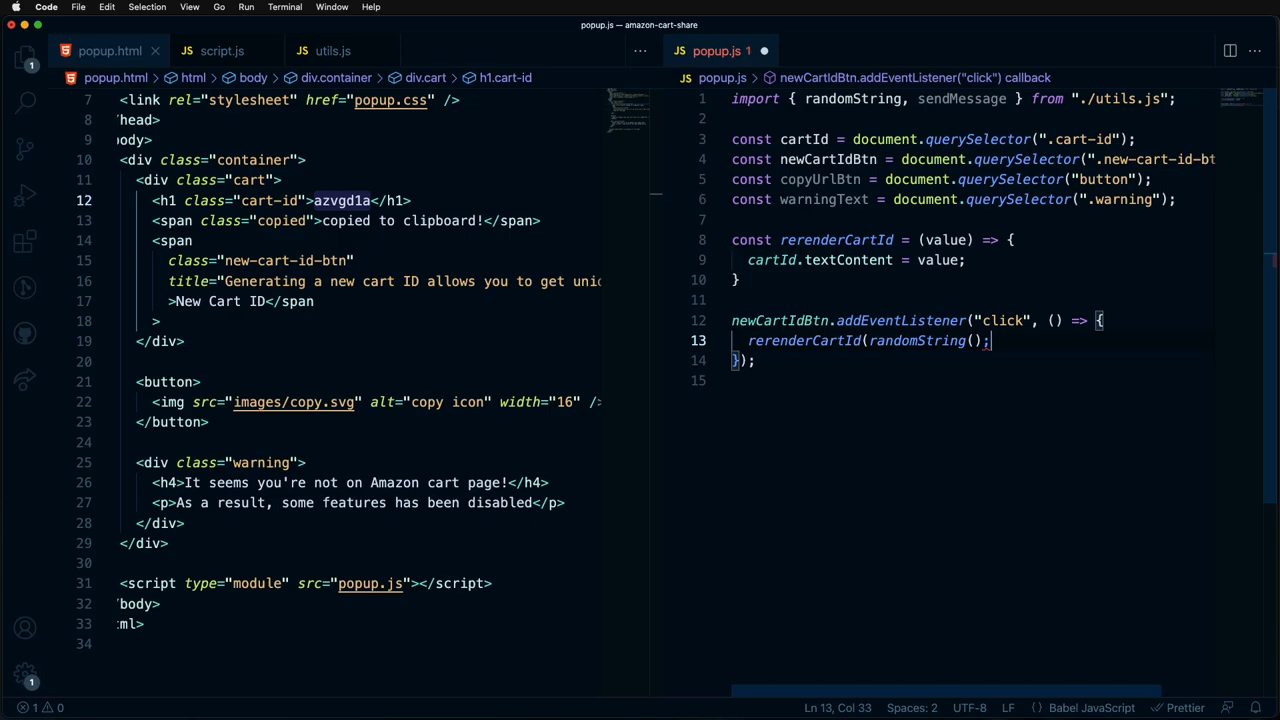 Code File Edit Selection View Go Run Terminal Window Help
popup.js — amazon-cart-share
popup.html JS script.js JS utils.js
popup.html > html > body > div.container > div.cart > h1.cart-id
7 <link rel="stylesheet" href="popup.css" />
8 /head>
9 body>
10 <div class="container">
11 <div class="cart">
12 <h1 class="cart-id">azvgd1a</h1>
13 <span class="copied">copied to clipboard!</span>
14 <span
15 class="new-cart-id-btn"
16 title="Generating a new cart ID allows you to get unic
17 >New Cart ID</span
18 >
19 </div>
20
21 <button>
22 <img src="images/copy.svg" alt="copy icon" width="16" />
23 </button>
24
25 <div class="warning">
26 <h4>It seems you're not on Amazon cart page!</h4>
27 <p>As a result, some features has been disabled</p>
28 </div>
29 </div>
30
31 <script type="module" src="popup.js"></script>
32 /body>
33 tml>
34
JS popup.js 1
JS popup.js > newCartIdBtn.addEventListener("click") callback
1 import { randomString, sendMessage } from "./utils.js";
2
3 const cartId = document.querySelector(".cart-id");
4 const newCartIdBtn = document.querySelector(".new-cart-id-bt
5 const copyUrlBtn = document.querySelector("button");
6 const warningText = document.querySelector(".warning");
7
8 const rerenderCartId = (value) => {
9 cartId.textContent = value;
10 }
11
12 newCartIdBtn.addEventListener("click", () => {
13 rerenderCartId(randomString();
14 });
15
1
1
1 0
Ln 13, Col 33 Spaces: 2 UTF-8 LF {} Babel JavaScript Prettier